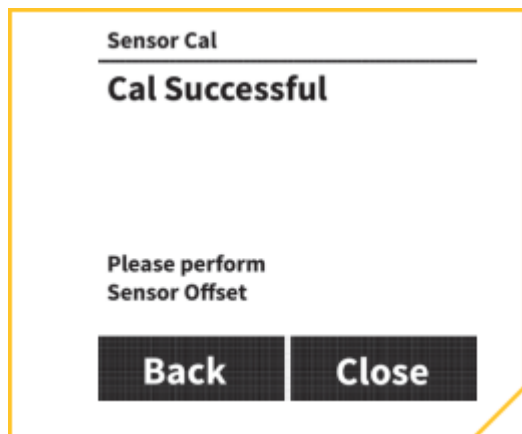 Sensor Cal
Cal Successful
Please perform
Sensor Offset
Back
Close